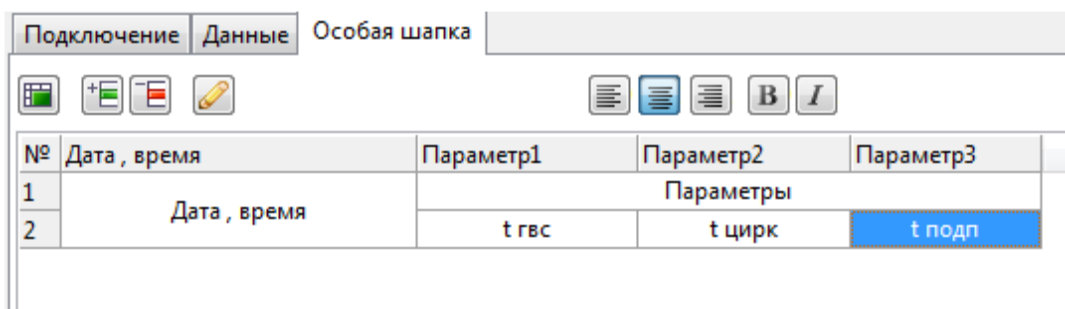 Подключение Данные Особая шапка
B I
№ Дата , время Параметр1 Параметр2 Параметр3
1 Параметры
Дата , время
2 t гвс t цирк t подп